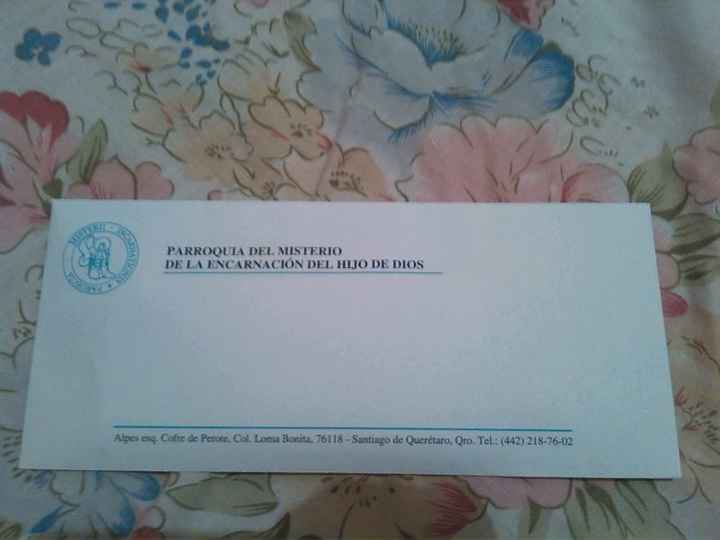 PARROQUIA DEL MISTERIO
DE LA ENCARNACIÓN DEL HIJO DE DIOS
Alpes esq. Cofre de Perote, Col. Loma Bonita, 76118 - Santiago de Querétaro, Qro. Tel.: (442) 218-76-02